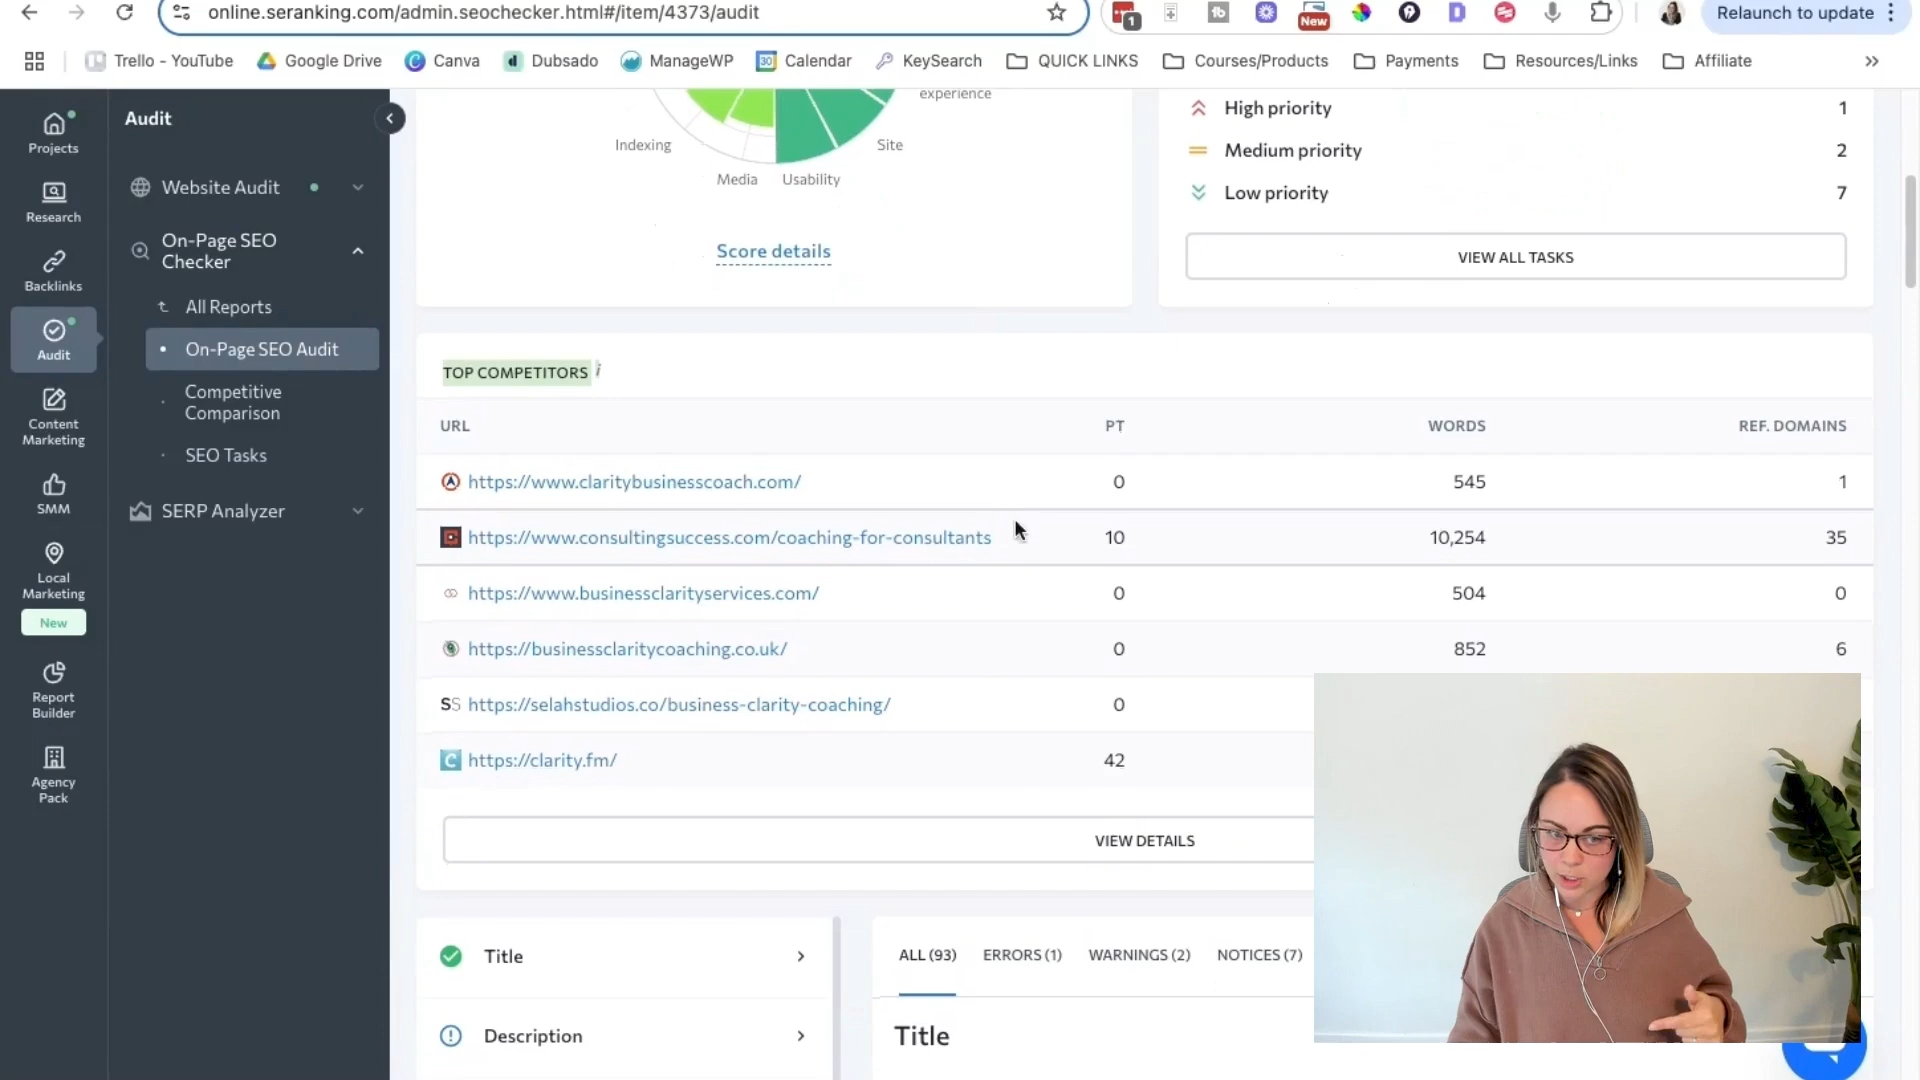 online.seranking.com/admin.seochecker.html#/item/4373/audit
1
New
Relaunch to update
Trello - YouTube
Google Drive
Canva
Dubsado
ManageWP
Calendar
KeySearch
QUICK LINKS
Courses/Products
Payments
Resources/Links
Affiliate
Projects
Research
Backlinks
Audit
Content
Marketing
SMM
Local
Marketing
New
Report
Builder
Agency
Pack
Audit
Website Audit
On-Page SEO
Checker
All Reports
On-Page SEO Audit
Competitive
Comparison
SEO Tasks
SERP Analyzer
experience
Indexing
Site
Media
Usability
Score details
High priority 1
Medium priority 2
Low priority 7
VIEW ALL TASKS
TOP COMPETITORS i
URL PT WORDS REF. DOMAINS
https://www.claritybusinesscoach.com/ 0 545 1
https://www.consultingsuccess.com/coaching-for-consultants 10 10,254 35
https://www.businessclarityservices.com/ 0 504 0
https://businessclaritycoaching.co.uk/ 0 852 6
SS https://selahstudios.co/business-clarity-coaching/ 0
C https://clarity.fm/ 42
VIEW DETAILS
Title
Description
ALL (93) ERRORS (1) WARNINGS (2) NOTICES (7)
Title